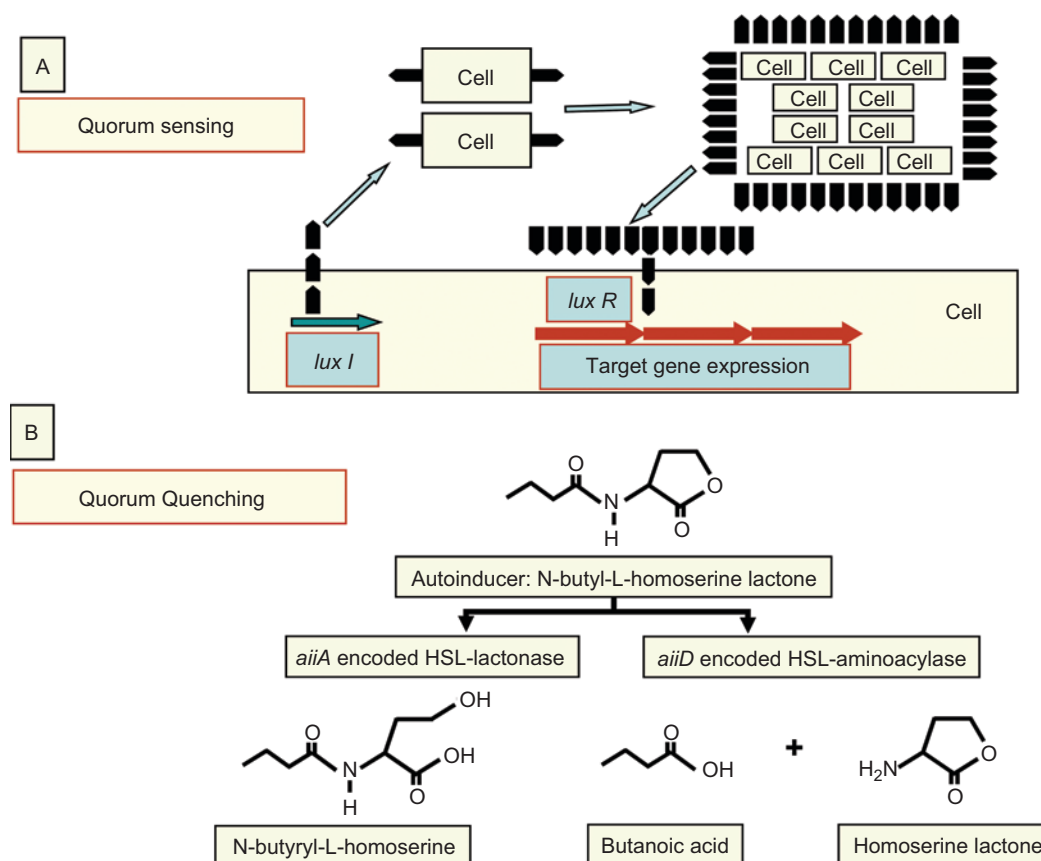 A
Quorum sensing
Cell
Cell
Cell Cell Cell
Cell Cell
Cell Cell
Cell Cell Cell
lux R
Cell
lux I
Target gene expression
B
Quorum Quenching
O
N
H
O
O
Autoinducer: N-butyl-L-homoserine lactone
aiiA encoded HSL-lactonase
aiiD encoded HSL-aminoacylase
OH
O
N
H
OH
O
O
OH
+
H₂N
O
O
N-butyryl-L-homoserine
Butanoic acid
Homoserine lactone